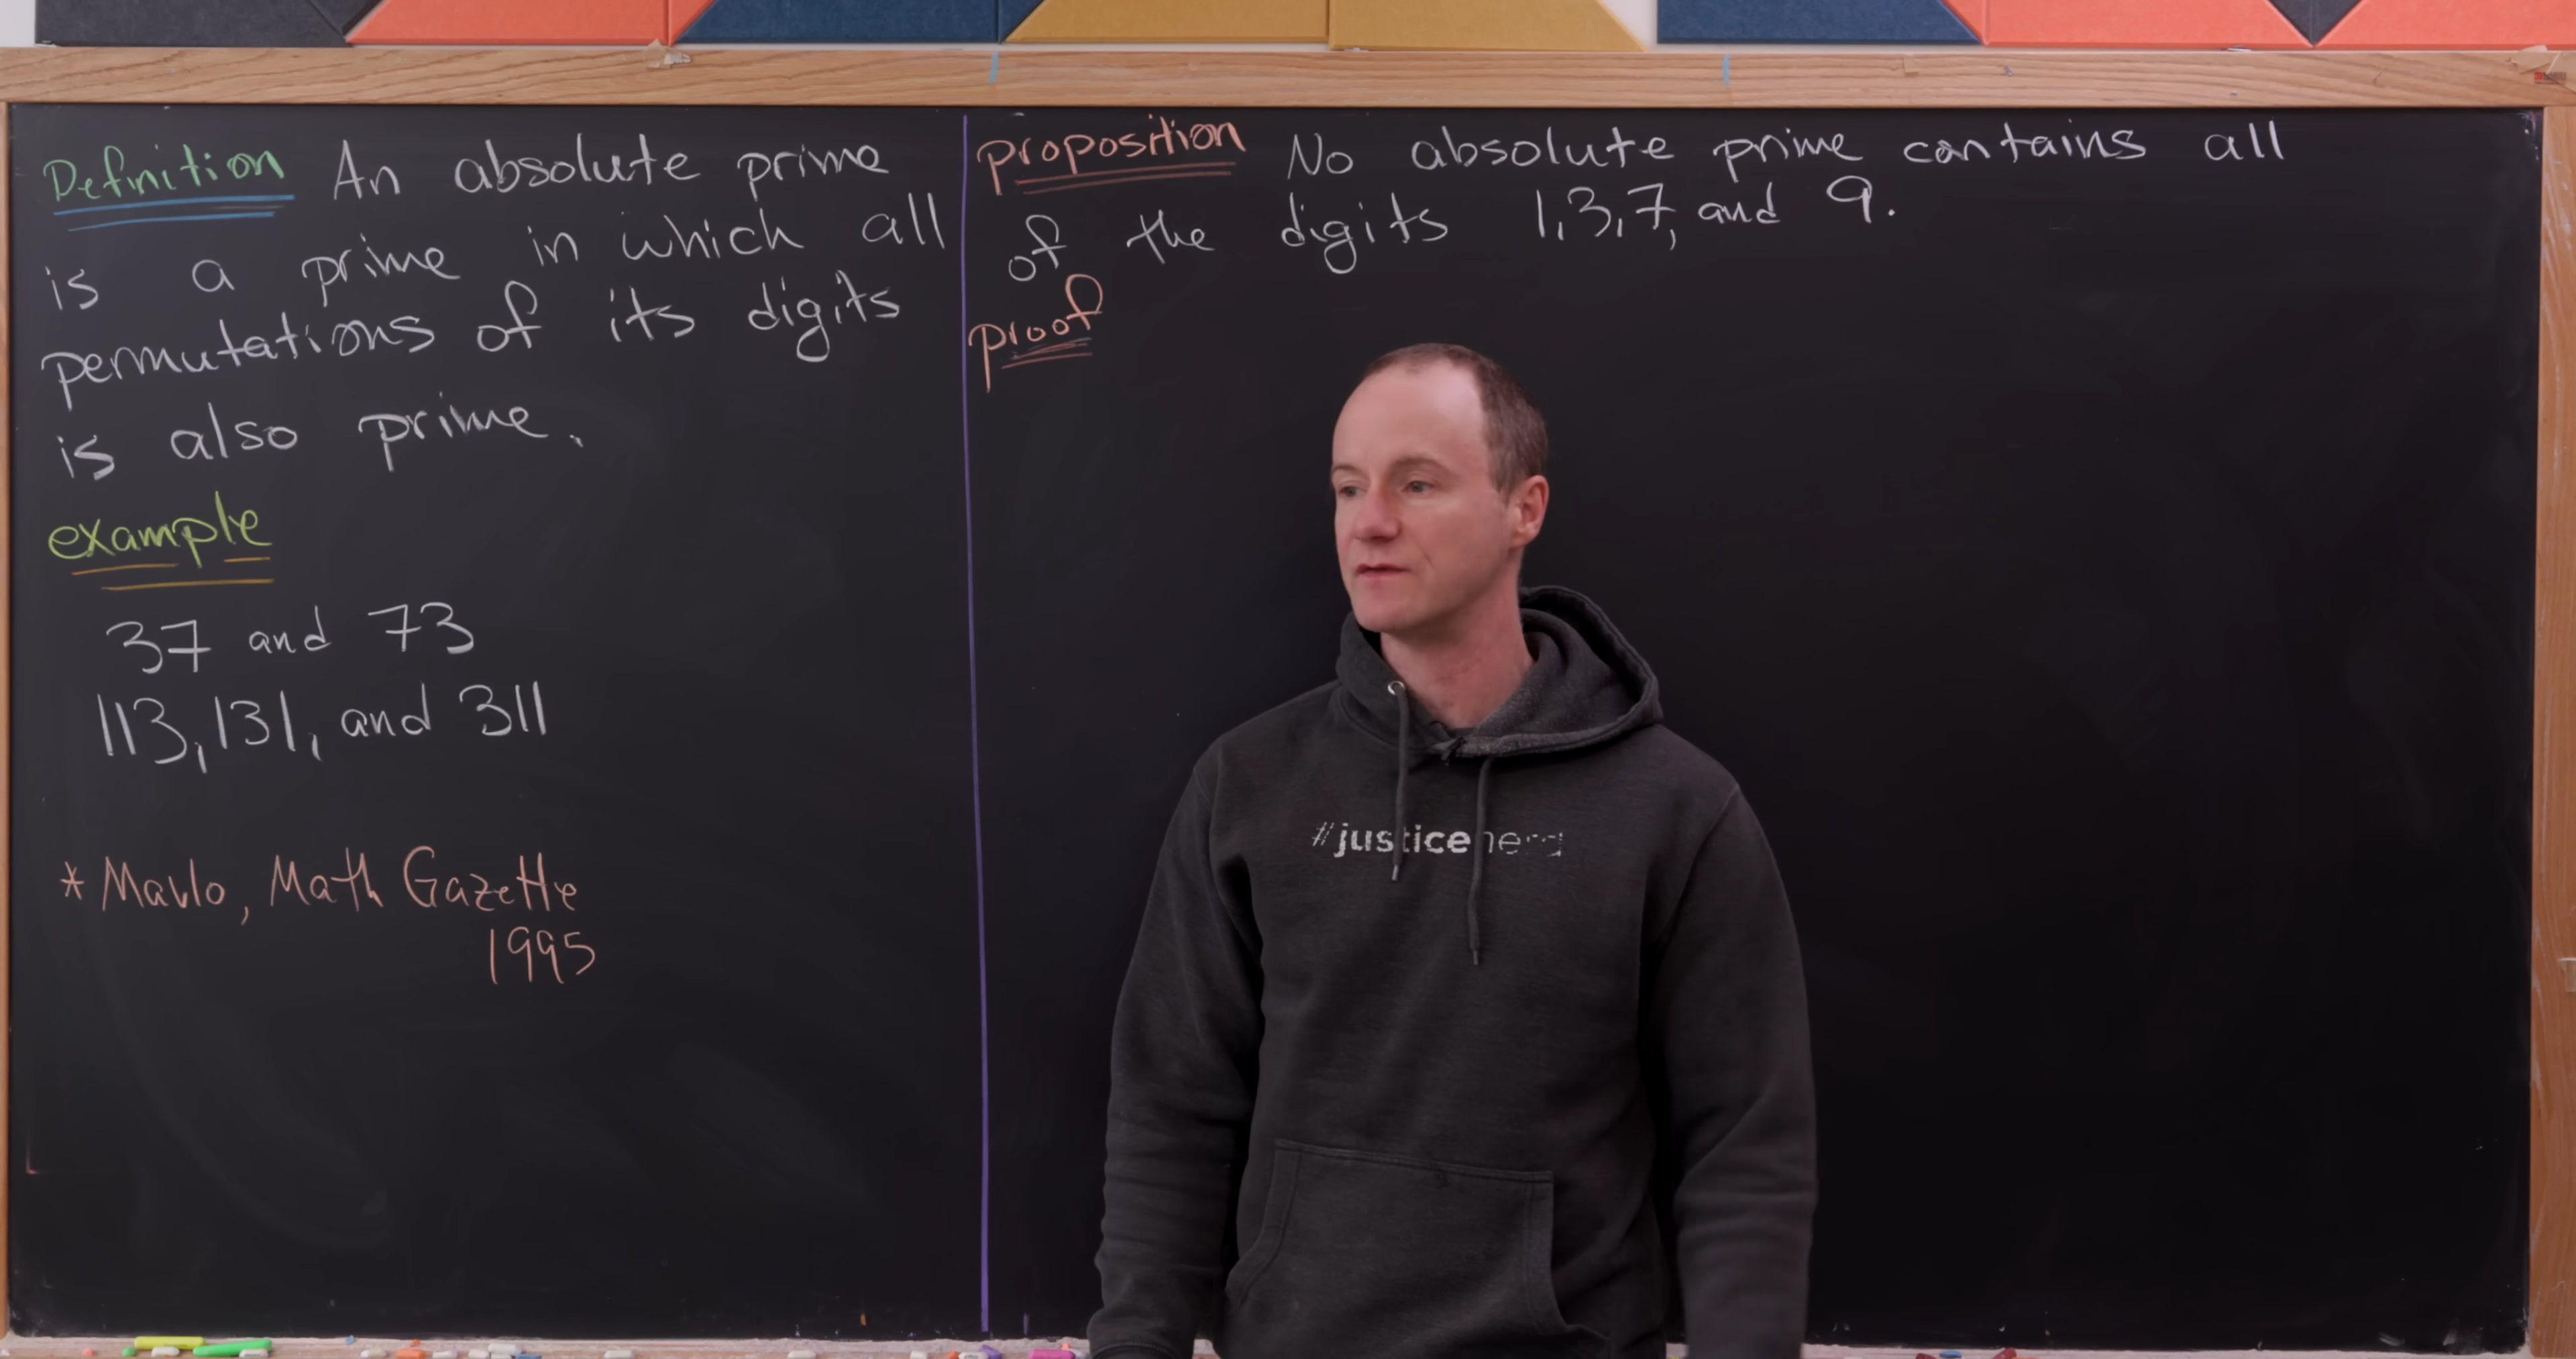 Definition An absolute prime
is a prime in which all
permutations of its digits
is also prime.
example
37 and 73
113, 131, and 311
* Mavlo, Math Gazette
1995
proposition No absolute prime contains all
of the digits 1, 3, 7, and 9.
proof
#justicenerd